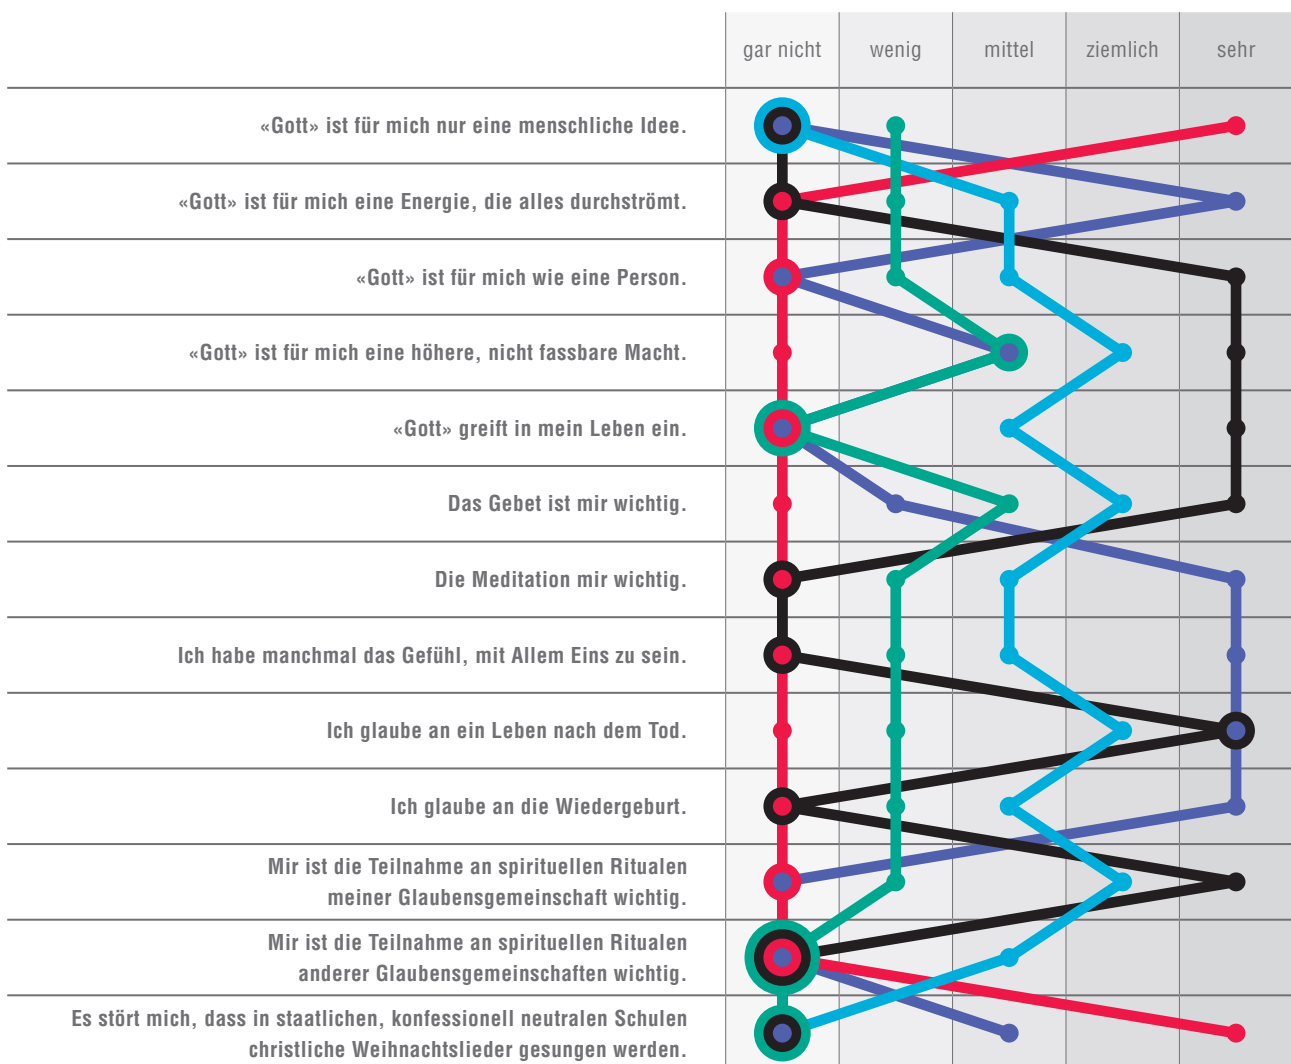 gar nicht wenig mittel ziemlich sehr
«Gott» ist für mich nur eine menschliche Idee.
«Gott» ist für mich eine Energie, die alles durchströmt.
«Gott» ist für mich wie eine Person.
«Gott» ist für mich eine höhere, nicht fassbare Macht.
«Gott» greift in mein Leben ein.
Das Gebet ist mir wichtig.
Die Meditation mir wichtig.
Ich habe manchmal das Gefühl, mit Allem Eins zu sein.
Ich glaube an ein Leben nach dem Tod.
Ich glaube an die Wiedergeburt.
Mir ist die Teilnahme an spirituellen Ritualen
meiner Glaubensgemeinschaft wichtig.
Mir ist die Teilnahme an spirituellen Ritualen
anderer Glaubensgemeinschaften wichtig.
Es stört mich, dass in staatlichen, konfessionell neutralen Schulen
christliche Weihnachtslieder gesungen werden.